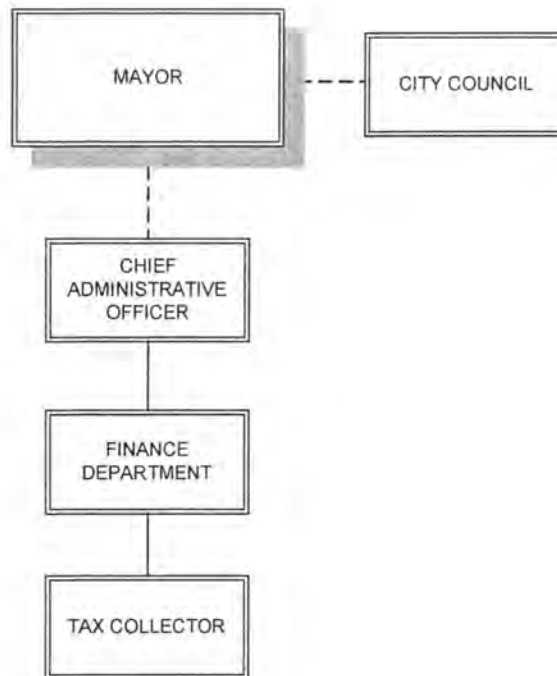 MAYOR
CITY COUNCIL
CHIEF
ADMINISTRATIVE
OFFICER
FINANCE
DEPARTMENT
TAX COLLECTOR